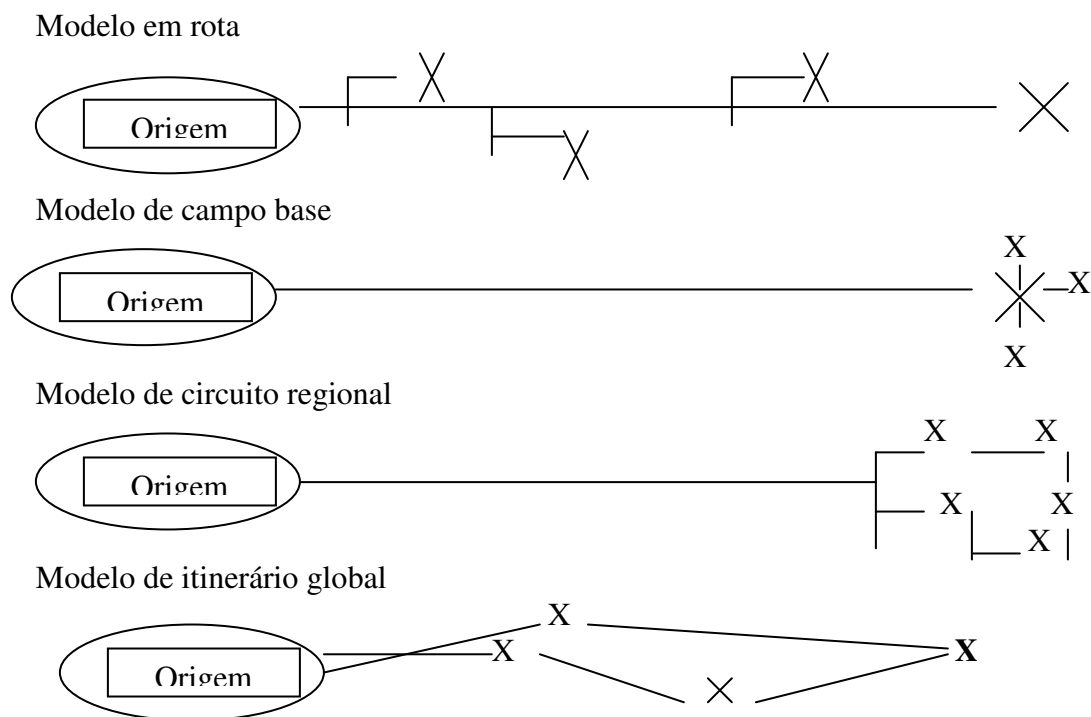 Modelo em rota
Origem
Modelo de campo base
Origem
X
X
X
Modelo de circuito regional
Origem
X X
X X
X
Modelo de itinerário global
Origem
X
X
X